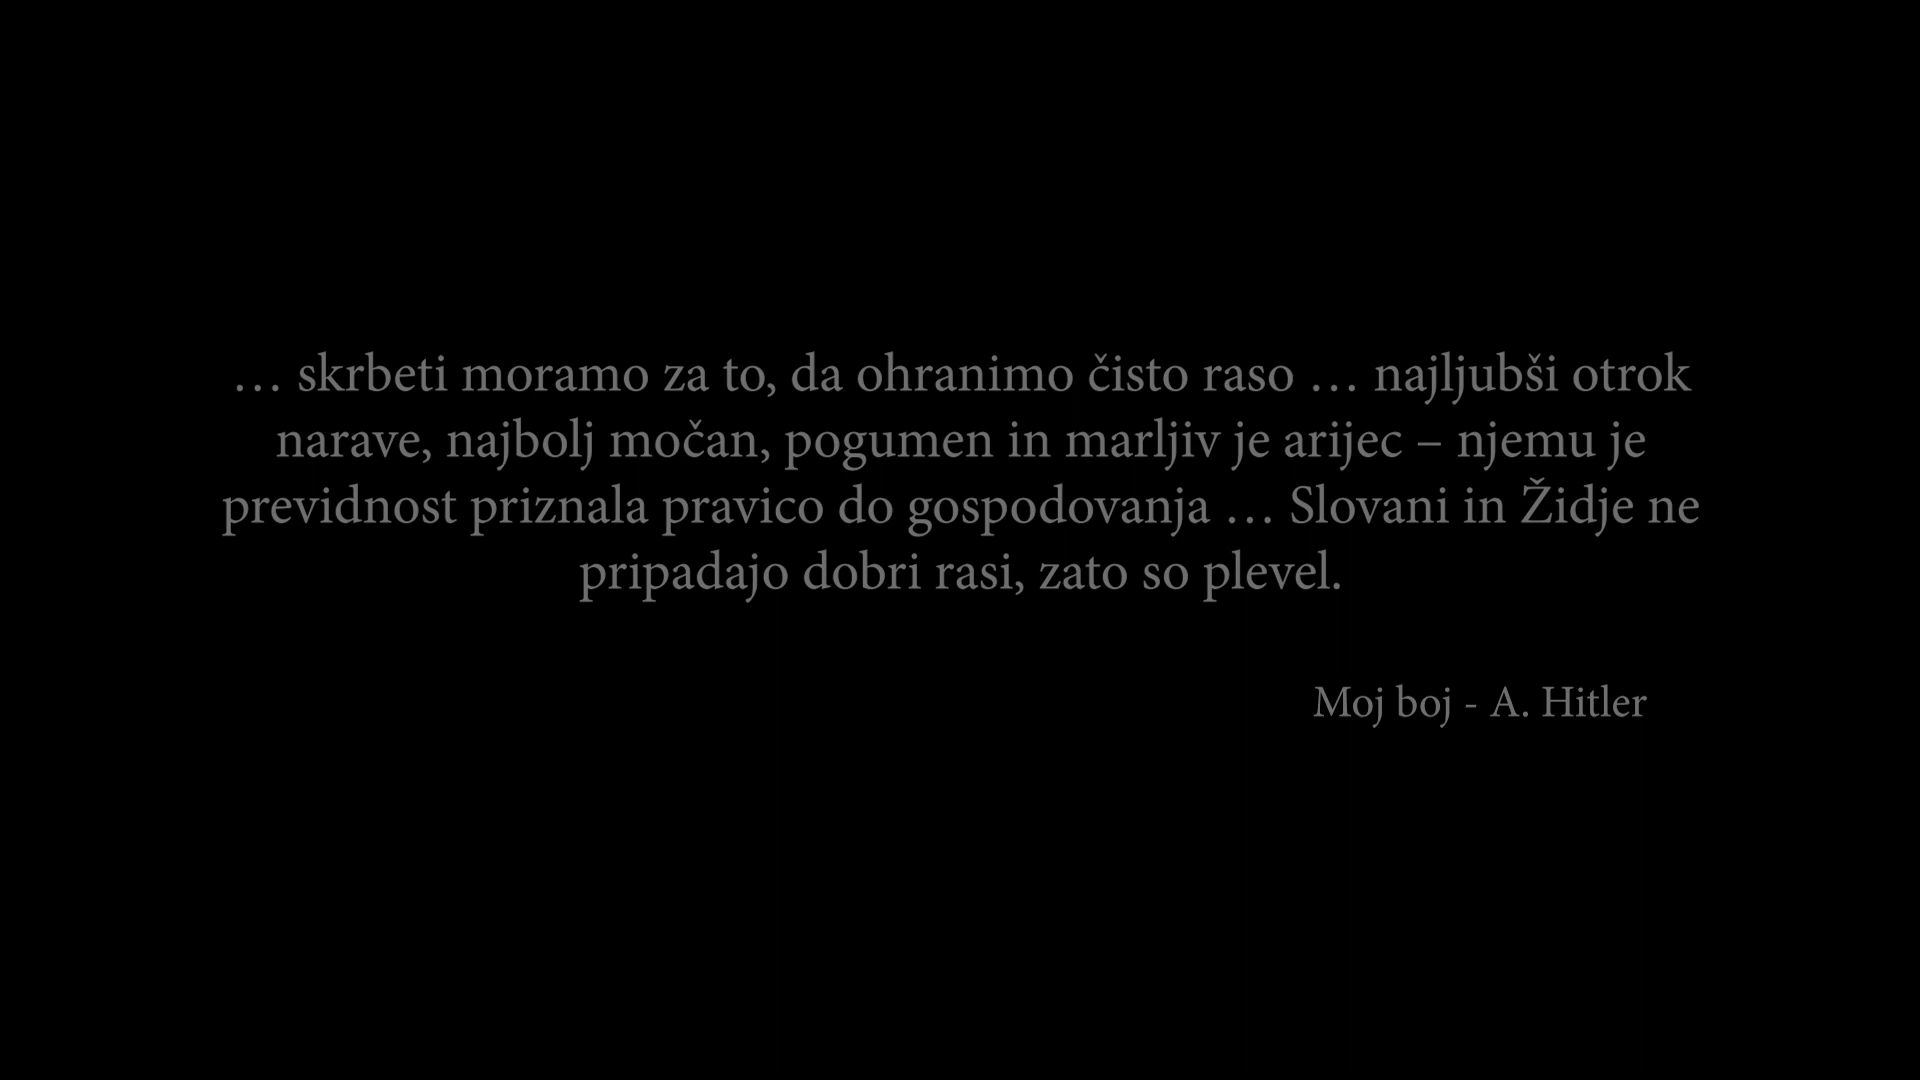 … skrbeti moramo za to, da ohranimo čisto raso … najljubši otrok
narave, najbolj močan, pogumen in marljiv je arijec – njemu je
previdnost priznala pravico do gospodovanja … Slovani in Židje ne
pripadajo dobri rasi, zato so plevel.
Moj boj - A. Hitler